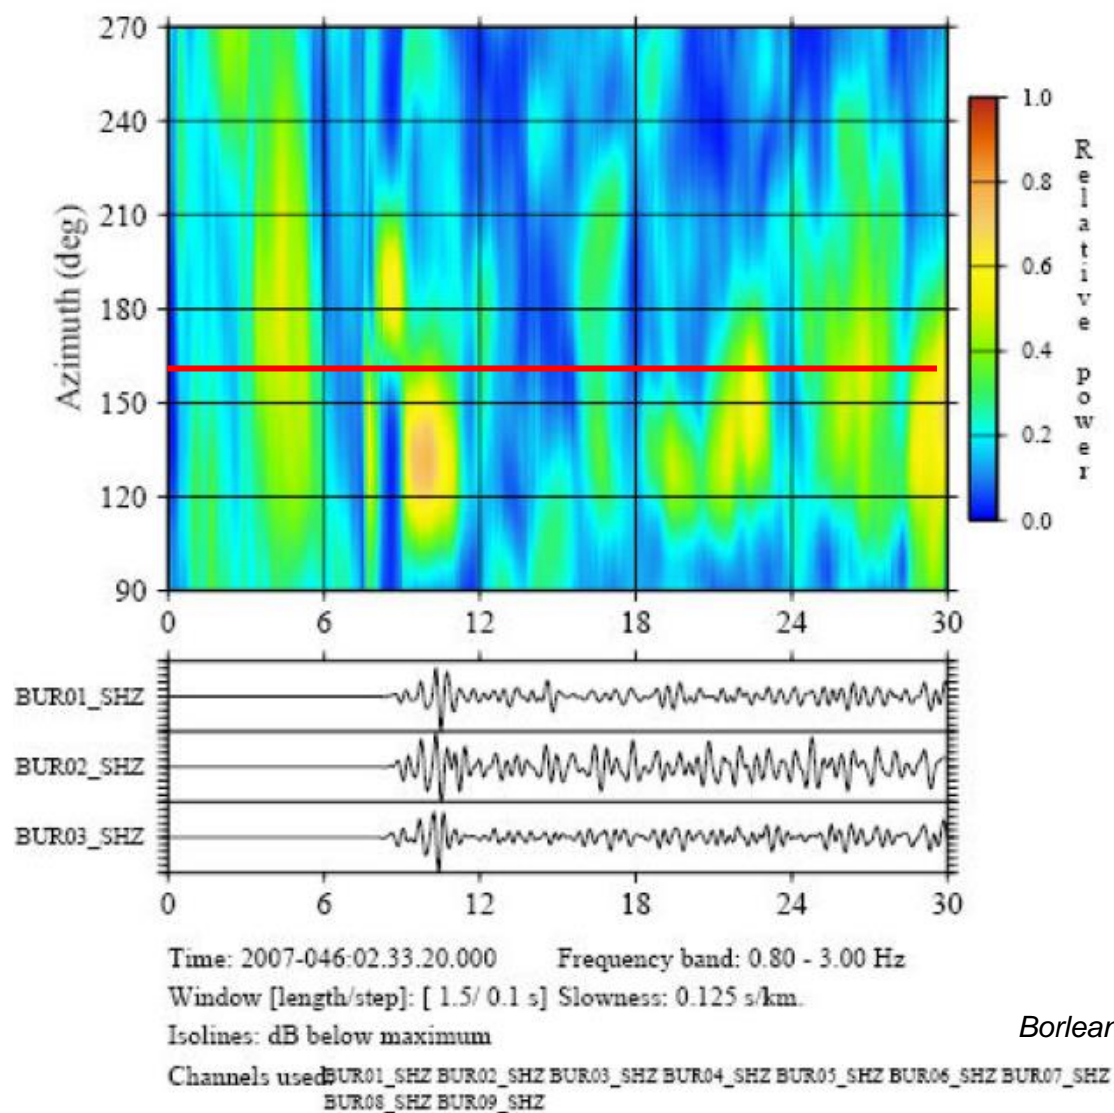 270
240
210
180
150
120
90
Azimuth (deg)
0 6 12 18 24 30
1.0
0.8
0.6
0.4
0.2
0.0
Relative power
BUR01_SHZ
BUR02_SHZ
BUR03_SHZ
0 6 12 18 24 30
Time: 2007-046:02.33.20.000 Frequency band: 0.80 - 3.00 Hz
Window [length/step]: [ 1.5/ 0.1 s] Slowness: 0.125 s/km.
Isolines: dB below maximum
Borlear
Channels used: BUR01_SHZ BUR02_SHZ BUR03_SHZ BUR04_SHZ BUR05_SHZ BUR06_SHZ BUR07_SHZ
BUR08_SHZ BUR09_SHZ